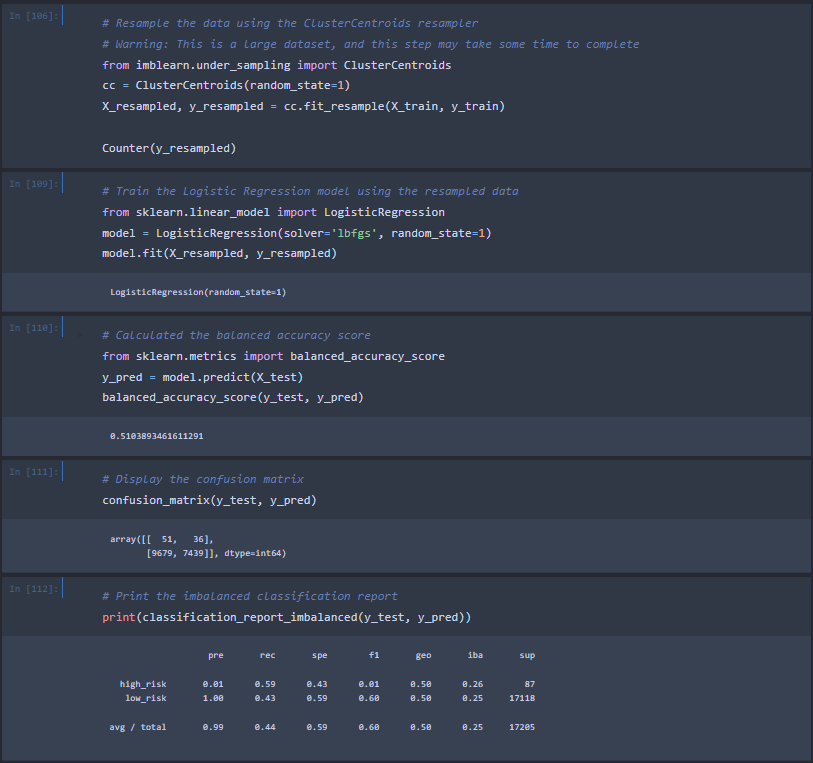 In [106]:
# Resample the data using the ClusterCentroids resampler
# Warning: This is a large dataset, and this step may take some time to complete
from imblearn.under_sampling import ClusterCentroids
cc = ClusterCentroids(random_state=1)
X_resampled, y_resampled = cc.fit_resample(X_train, y_train)
Counter(y_resampled)
In [109]:
# Train the Logistic Regression model using the resampled data
from sklearn.linear_model import LogisticRegression
model = LogisticRegression(solver='lbfgs', random_state=1)
model.fit(X_resampled, y_resampled)
LogisticRegression(random_state=1)
In [110]:
# Calculated the balanced accuracy score
from sklearn.metrics import balanced_accuracy_score
y_pred = model.predict(X_test)
balanced_accuracy_score(y_test, y_pred)
0.5103893461611291
In [111]:
# Display the confusion matrix
confusion_matrix(y_test, y_pred)
array([[  51,   36],
[9679, 7439]], dtype=int64)
In [112]:
# Print the imbalanced classification report
print(classification_report_imbalanced(y_test, y_pred))
pre rec spe f1 geo iba sup
high_risk 0.01 0.59 0.43 0.01 0.50 0.26 87
low_risk 1.00 0.43 0.59 0.60 0.50 0.25 17118
avg / total 0.99 0.44 0.59 0.60 0.50 0.25 17205